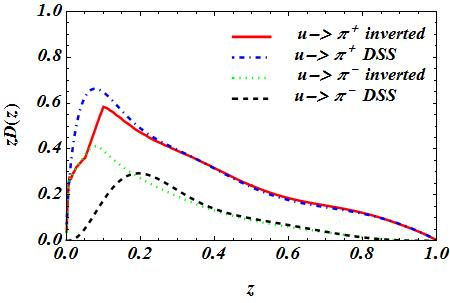 1.0
0.8
0.6
0.4
0.2
0.0
zD(z)
u−> π+ inverted
u−> π+ DSS
u−> π− inverted
u−> π− DSS
0.0 0.2 0.4 0.6 0.8 1.0
z